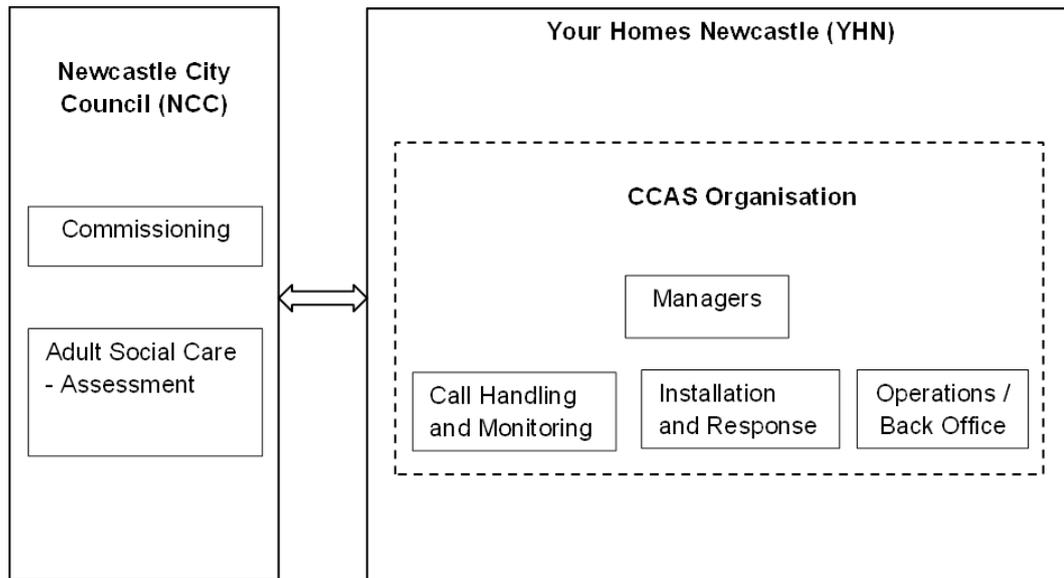 Newcastle City
Council (NCC)
Commissioning
Adult Social Care
- Assessment
Your Homes Newcastle (YHN)
CCAS Organisation
Managers
Call Handling
and Monitoring
Installation
and Response
Operations /
Back Office